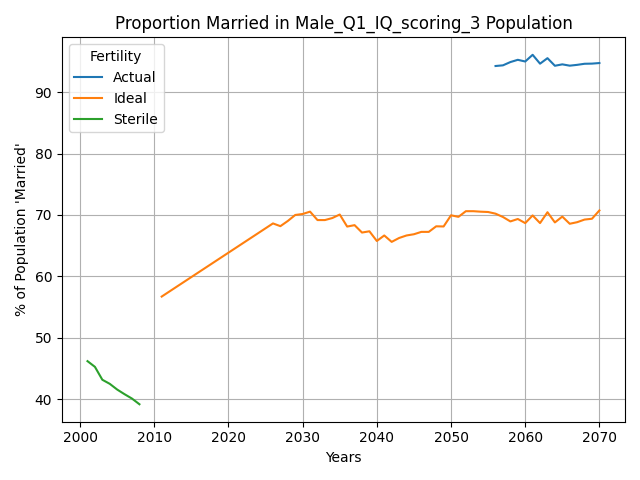 Proportion Married in Male_Q1_IQ_scoring_3 Population
Fertility
Actual
Ideal
Sterile
% of Population 'Married'
90
80
70
60
50
40
2000 2010 2020 2030 2040 2050 2060 2070
Years